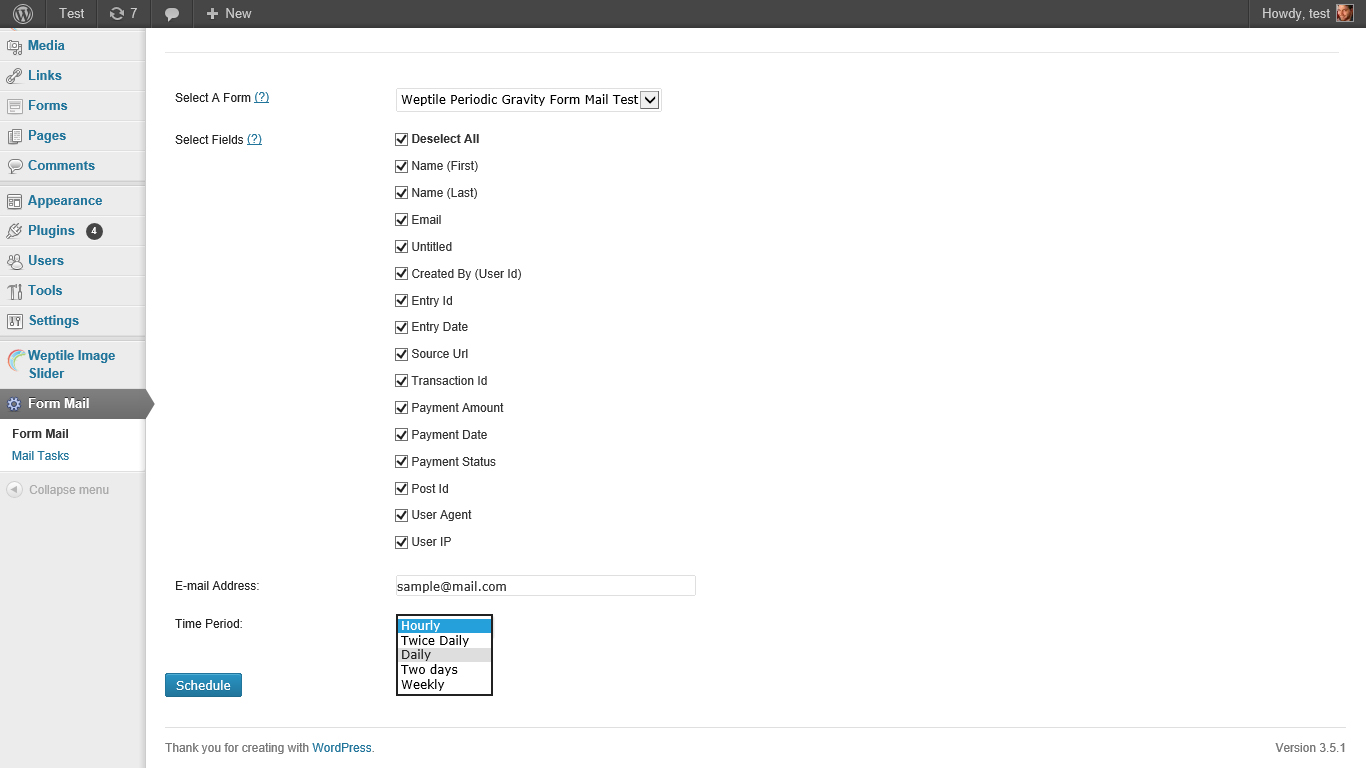 Test 7 New Howdy, test
Media
Links
Forms
Pages
Comments
Appearance
Plugins 4
Users
Tools
Settings
Weptile Image
Slider
Form Mail
Form Mail
Mail Tasks
Collapse menu
Select A Form (?) Weptile Periodic Gravity Form Mail Test
Select Fields (?) Deselect All
Name (First)
Name (Last)
Email
Untitled
Created By (User Id)
Entry Id
Entry Date
Source Url
Transaction Id
Payment Amount
Payment Date
Payment Status
Post Id
User Agent
User IP
E-mail Address: sample@mail.com
Time Period: Hourly
Twice Daily
Daily
Two days
Weekly
Schedule
Thank you for creating with WordPress. Version 3.5.1